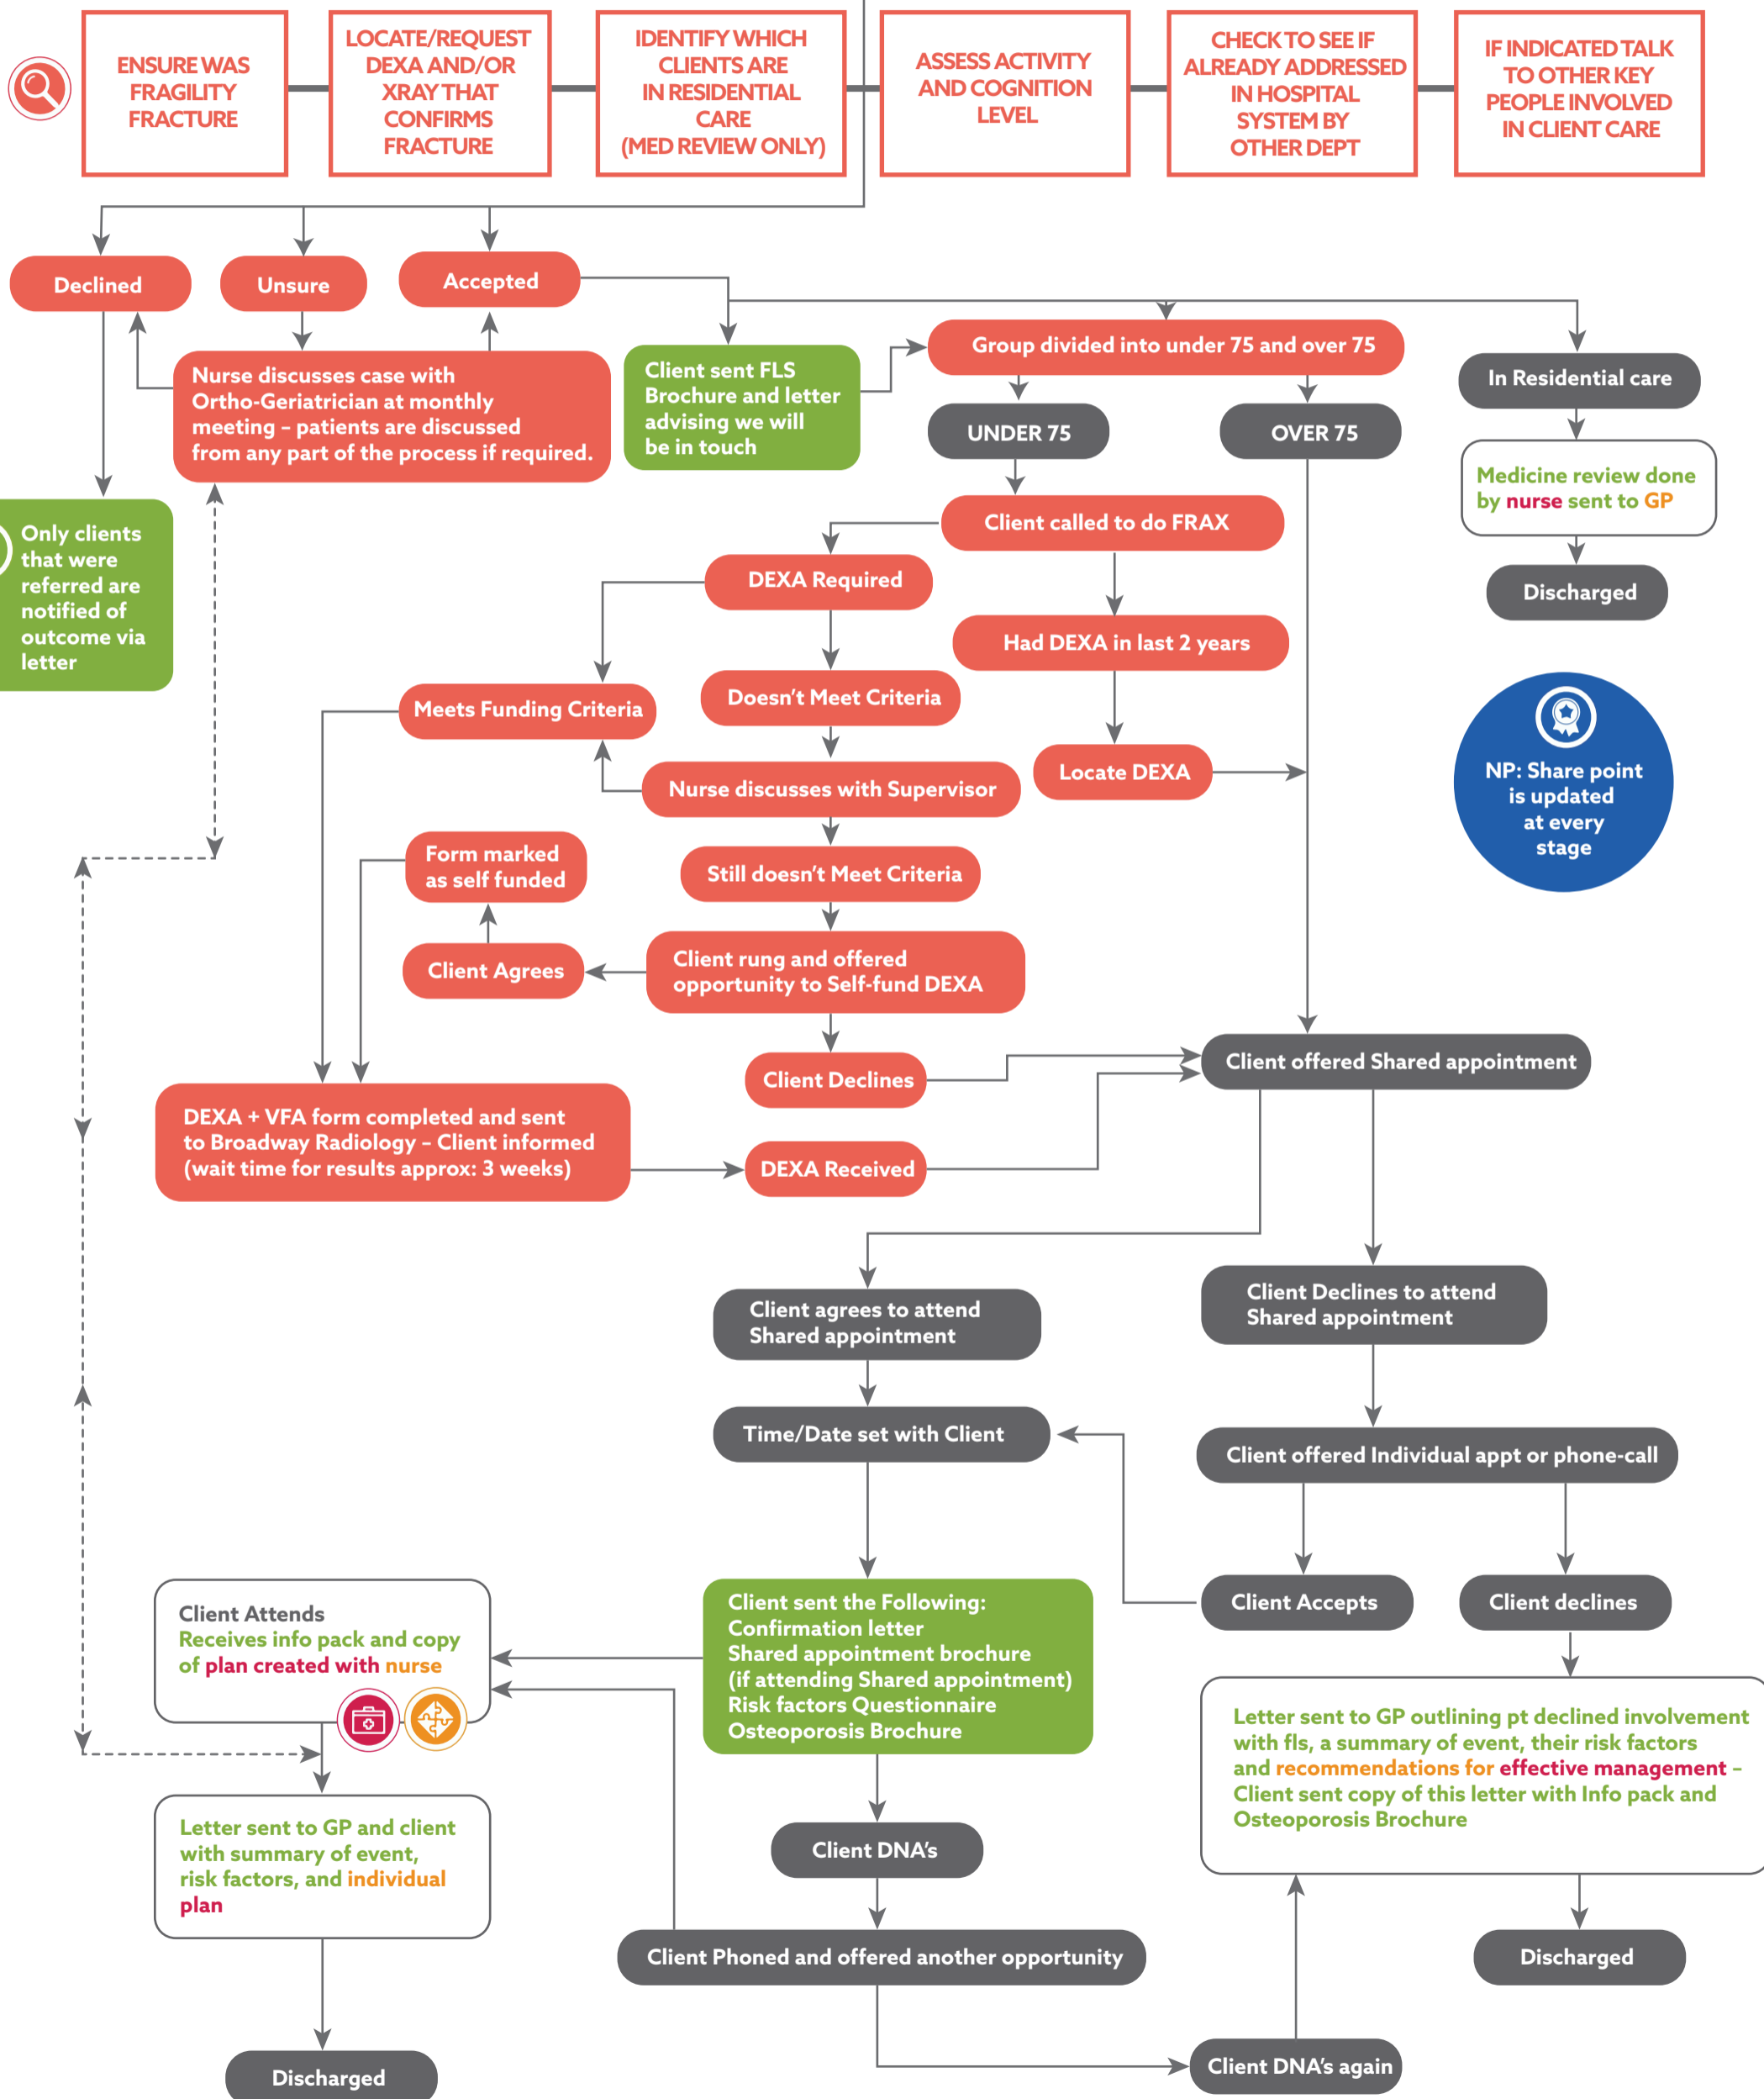 ENSURE WAS
FRAGILITY
FRACTURE
LOCATE/REQUEST
DEXA AND/OR
XRAY THAT
CONFIRMS
FRACTURE
IDENTIFY WHICH
CLIENTS ARE
IN RESIDENTIAL
CARE
(MED REVIEW ONLY)
ASSESS ACTIVITY
AND COGNITION
LEVEL
CHECK TO SEE IF
ALREADY ADDRESSED
IN HOSPITAL
SYSTEM BY
OTHER DEPT
IF INDICATED TALK
TO OTHER KEY
PEOPLE INVOLVED
IN CLIENT CARE
Declined
Unsure
Accepted
Nurse discusses case with
Ortho-Geriatrician at monthly
meeting – patients are discussed
from any part of the process if required.
Client sent FLS
Brochure and letter
advising we will
be in touch
Group divided into under 75 and over 75
UNDER 75
OVER 75
In Residential care
Medicine review done
by nurse sent to GP
Discharged
Only clients
that were
referred are
notified of
outcome via
letter
Client called to do FRAX
DEXA Required
Had DEXA in last 2 years
Meets Funding Criteria
Doesn't Meet Criteria
Locate DEXA
Nurse discusses with Supervisor
NP: Share point
is updated
at every
stage
Form marked
as self funded
Still doesn't Meet Criteria
Client Agrees
Client rung and offered
opportunity to Self-fund DEXA
Client Declines
Client offered Shared appointment
DEXA + VFA form completed and sent
to Broadway Radiology – Client informed
(wait time for results approx: 3 weeks)
DEXA Received
Client agrees to attend
Shared appointment
Client Declines to attend
Shared appointment
Time/Date set with Client
Client offered Individual appt or phone-call
Client Accepts
Client declines
Client Attends
Receives info pack and copy
of plan created with nurse
Client sent the Following:
Confirmation letter
Shared appointment brochure
(if attending Shared appointment)
Risk factors Questionnaire
Osteoporosis Brochure
Letter sent to GP outlining pt declined involvement
with fls, a summary of event, their risk factors
and recommendations for effective management –
Client sent copy of this letter with Info pack and
Osteoporosis Brochure
Letter sent to GP and client
with summary of event,
risk factors, and individual
plan
Client DNA's
Client Phoned and offered another opportunity
Discharged
Client DNA's again
Discharged